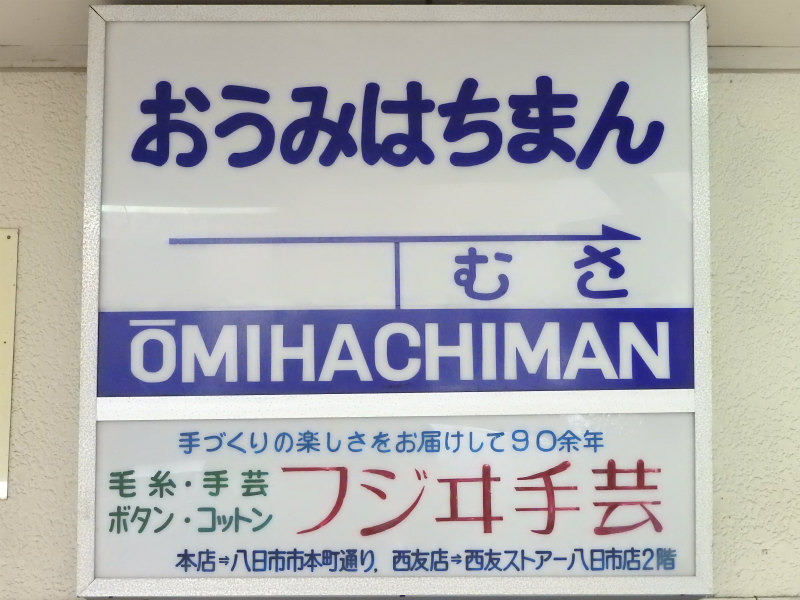 おうみはちまん
むさ
ŌMIHACHIMAN
手づくりの楽しさをお届けして90余年
毛糸・手芸
ボタン・コットン
フジヱ手芸
本店⇒八日市市本町通り，西友店⇒西友ストアー八日市店2階